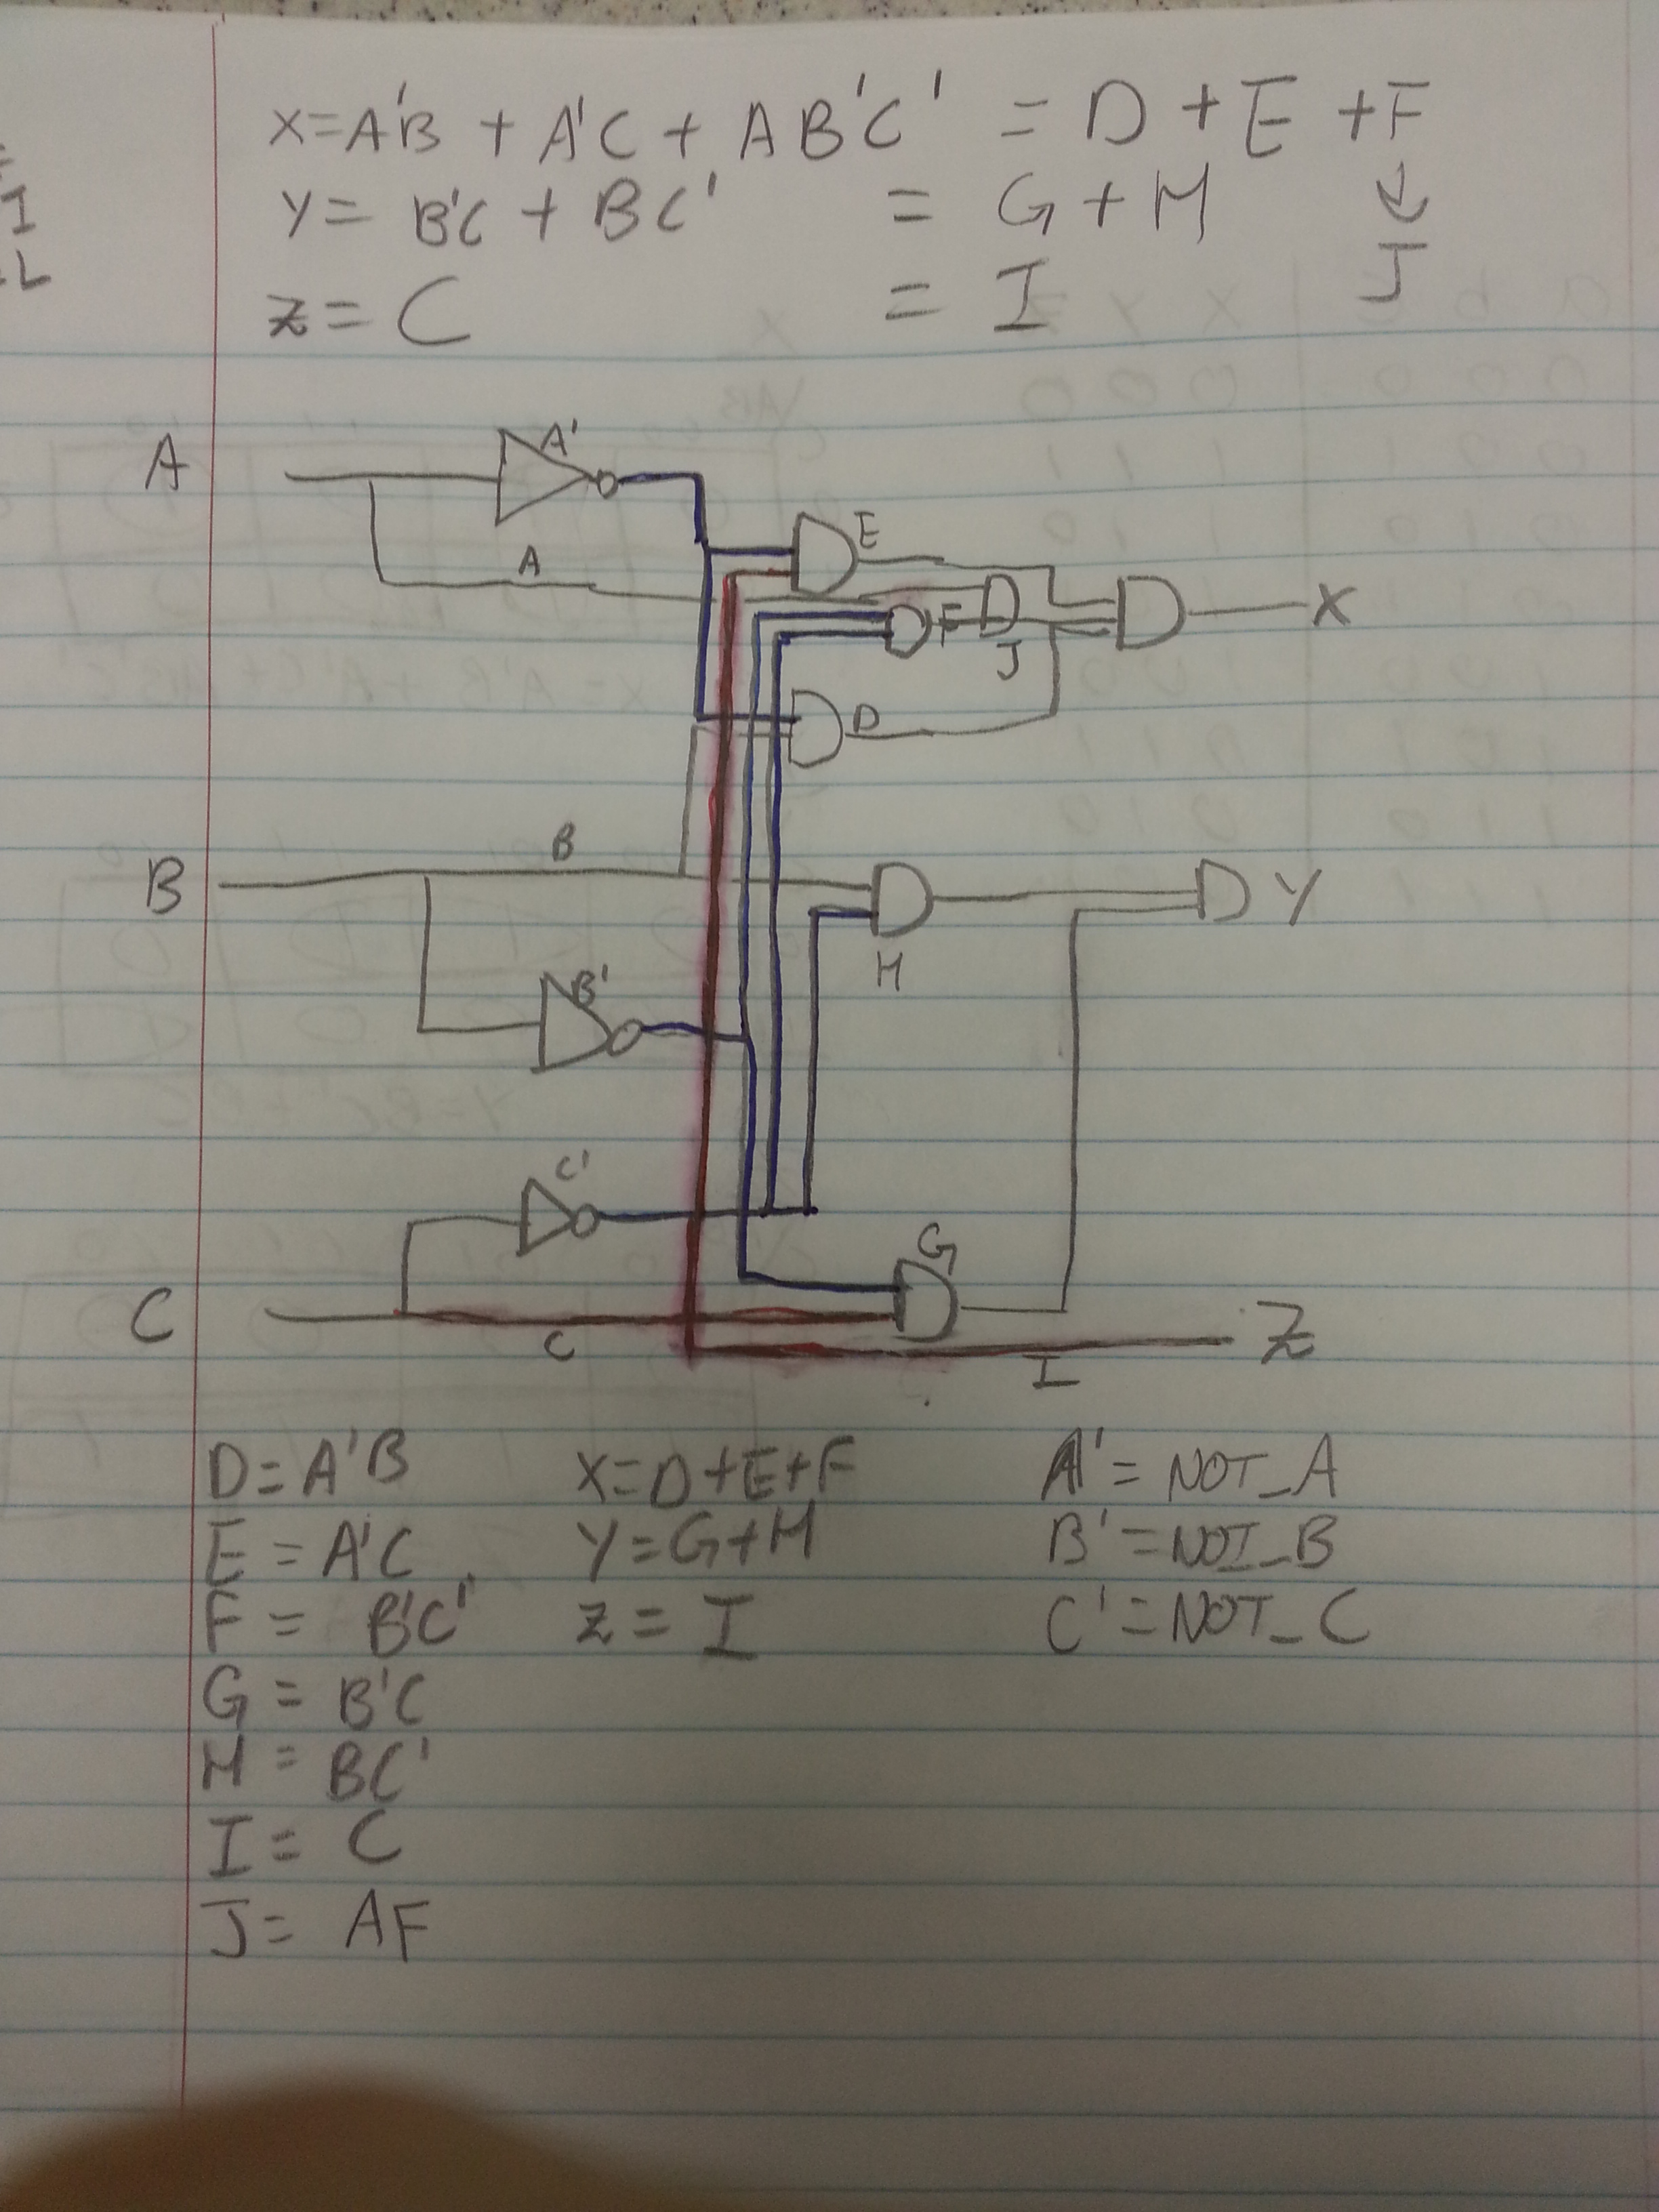 I
L
X=A'B + A'C + AB'C' = D + E + F
Y= B'C + BC' = G + H ↓
Z= C = I J
A A'
E
A
F J X
D
B B
H Y
B'
C'
G
C C I Z
D= A'B X=D+E+F A'= NOT_A
E = A'C Y=G+H B'=NOT_B
F = B'C' Z= I C'=NOT_C
G = B'C
H = BC'
I = C
J= AF